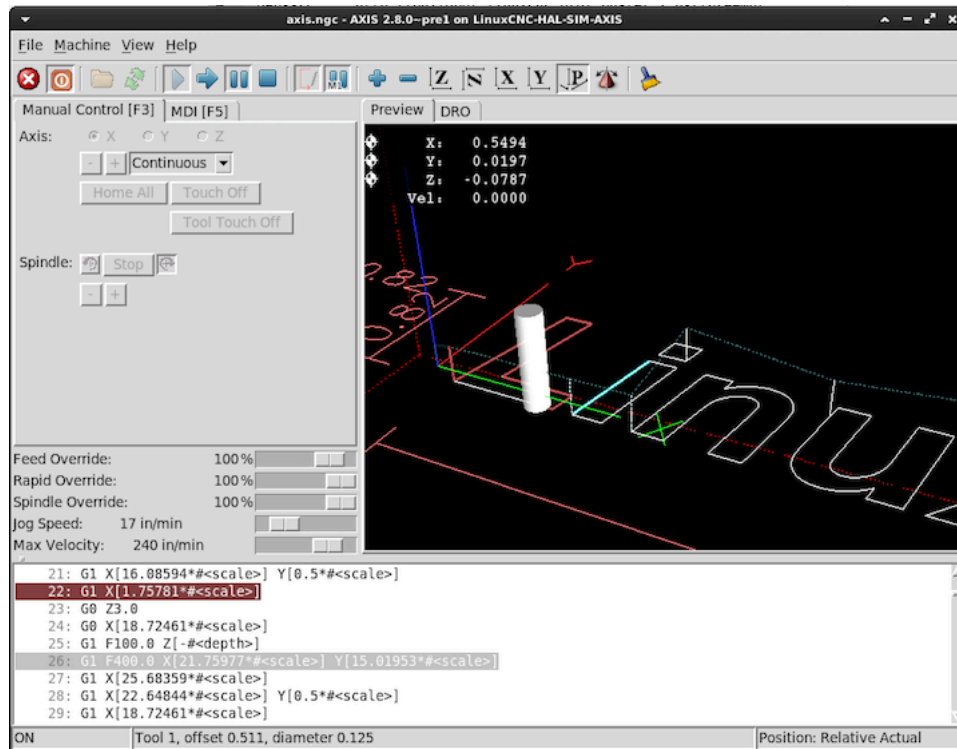 axis.ngc - AXIS 2.8.0~pre1 on LinuxCNC-HAL-SIM-AXIS
File Machine View Help
M1 Z N X Y P
Manual Control [F3] MDI [F5]
Axis: X Y Z
- + Continuous
Home All Touch Off
Tool Touch Off
Spindle: Stop
- +
Feed Override: 100%
Rapid Override: 100%
Spindle Override: 100%
Jog Speed: 17 in/min
Max Velocity: 240 in/min
Preview DRO
X: 0.5494
Y: 0.0197
Z: -0.0787
Vel: 0.0000
Y
X
Linu
21: G1 X[16.08594*#<scale>] Y[0.5*#<scale>]
22: G1 X[1.75781*#<scale>]
23: G0 Z3.0
24: G0 X[18.72461*#<scale>]
25: G1 F100.0 Z[-#<depth>]
26: G1 F400.0 X[21.75977*#<scale>] Y[15.01953*#<scale>]
27: G1 X[25.68359*#<scale>]
28: G1 X[22.64844*#<scale>] Y[0.5*#<scale>]
29: G1 X[18.72461*#<scale>]
ON Tool 1, offset 0.511, diameter 0.125 Position: Relative Actual